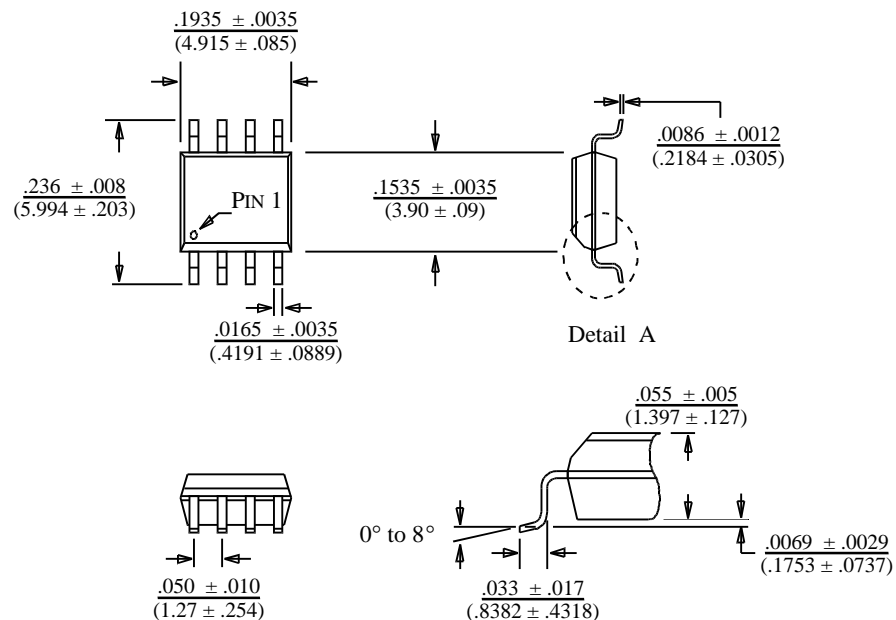 .1935 ± .0035
(4.915 ± .085)
.0086 ± .0012
(.2184 ± .0305)
.236 ± .008
(5.994 ± .203)
PIN 1
.1535 ± .0035
(3.90 ± .09)
.0165 ± .0035
(.4191 ± .0889)
Detail A
.055 ± .005
(1.397 ± .127)
0° to 8°
.0069 ± .0029
(.1753 ± .0737)
.050 ± .010
(1.27 ± .254)
.033 ± .017
(.8382 ± .4318)